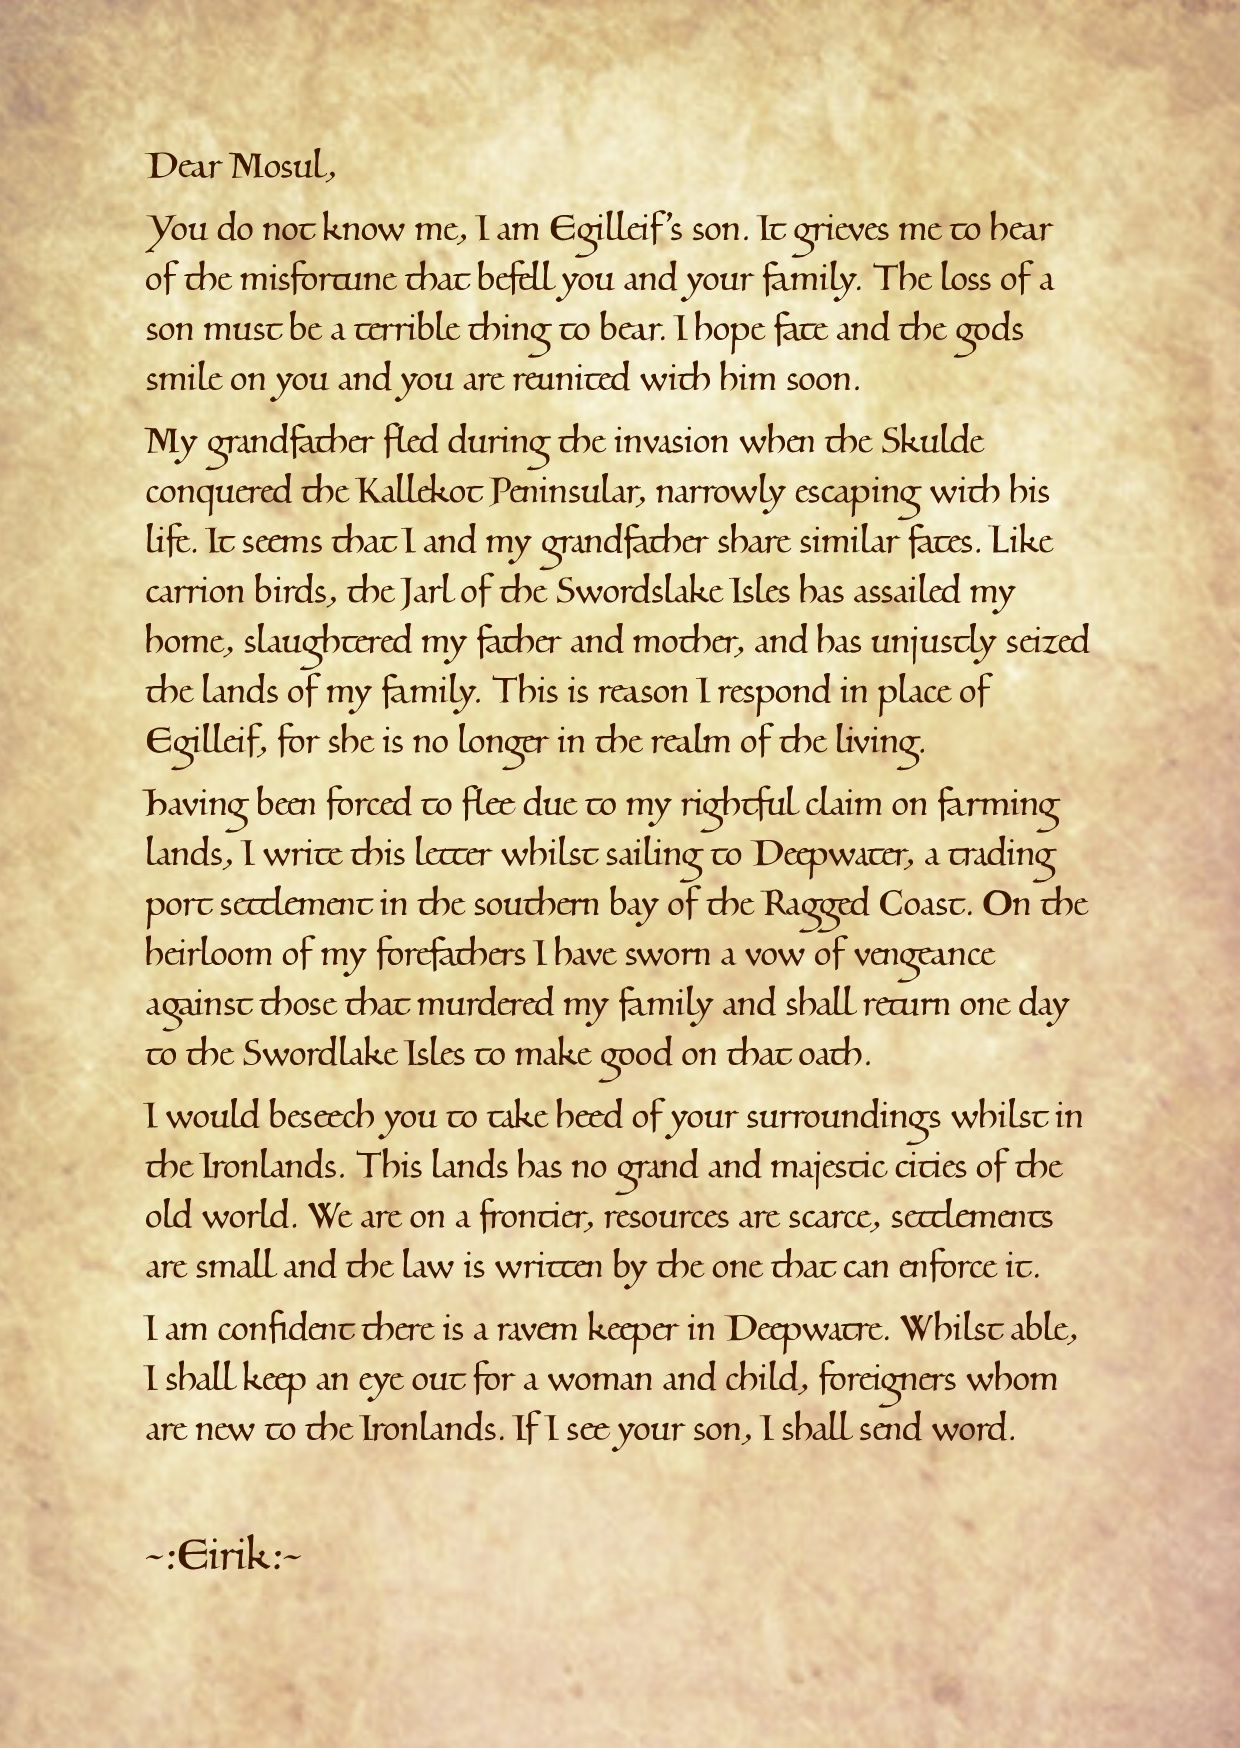 Dear Mosul,
You do not know me, I am Egilleif's son. It grieves me to hear
of the misfortune that befell you and your family. The loss of a
son must be a terrible thing to bear. I hope fate and the gods
smile on you and you are reunited with him soon.
My grandfather fled during the invasion when the Skulde
conquered the Kallekot Peninsular, narrowly escaping with his
life. It seems that I and my grandfather share similar fates. Like
carrion birds, the Jarl of the Swordslake Isles has assailed my
home, slaughtered my father and mother, and has unjustly seized
the lands of my family. This is reason I respond in place of
Egilleif, for she is no longer in the realm of the living.
Having been forced to flee due to my rightful claim on farming
lands, I write this letter whilst sailing to Deepwater, a trading
port settlement in the southern bay of the Ragged Coast. On the
heirloom of my forefathers I have sworn a vow of vengeance
against those that murdered my family and shall return one day
to the Swordlake Isles to make good on that oath.
I would beseech you to take heed of your surroundings whilst in
the Ironlands. This lands has no grand and majestic cities of the
old world. We are on a frontier, resources are scarce, settlements
are small and the law is written by the one that can enforce it.
I am confident there is a ravem keeper in Deepwatre. Whilst able,
I shall keep an eye out for a woman and child, foreigners whom
are new to the Ironlands. If I see your son, I shall send word.
~:Eirik:~